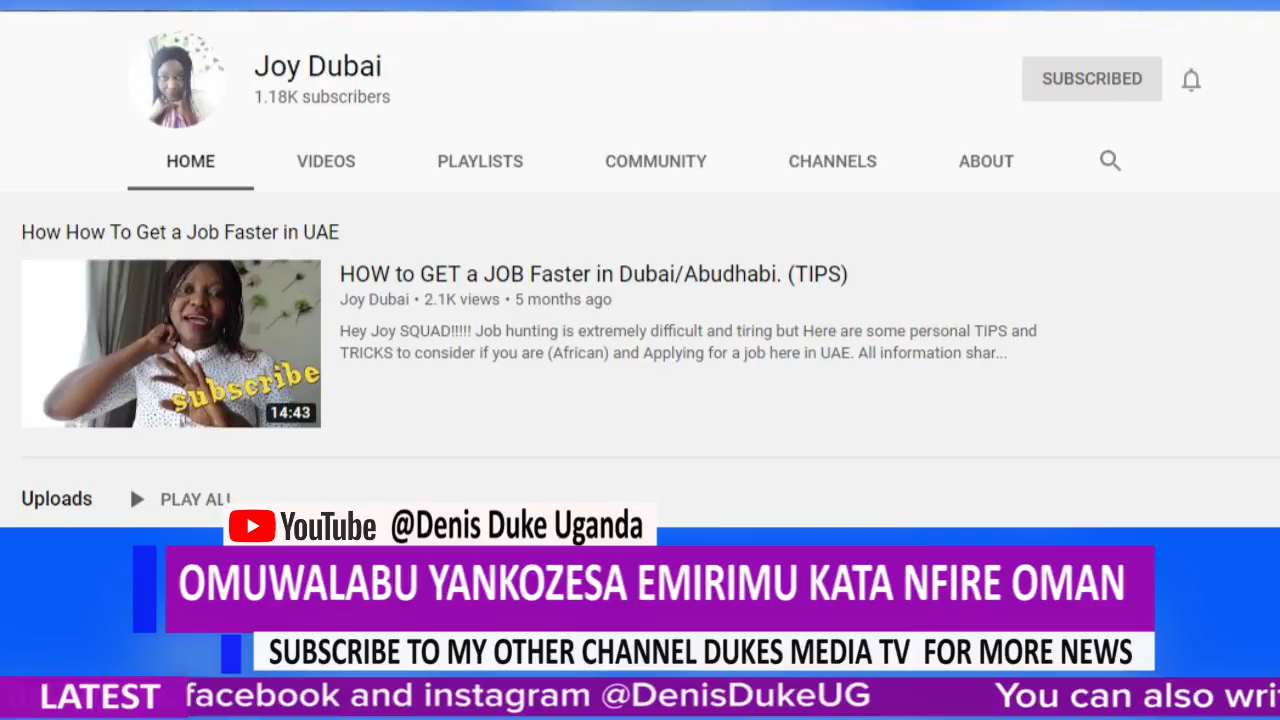 Joy Dubai
1.18K subscribers
SUBSCRIBED
HOME VIDEOS PLAYLISTS COMMUNITY CHANNELS ABOUT
How How To Get a Job Faster in UAE
HOW to GET a JOB Faster in Dubai/Abudhabi. (TIPS)
Joy Dubai • 2.1K views • 5 months ago
Hey Joy SQUAD!!!!! Job hunting is extremely difficult and tiring but Here are some personal TIPS and
TRICKS to consider if you are (African) and Applying for a job here in UAE. All information shar...
subscribe
14:43
Uploads PLAY ALL
YouTube @Denis Duke Uganda
OMUWALABU YANKOZESA EMIRIMU KATA NFIRE OMAN
SUBSCRIBE TO MY OTHER CHANNEL DUKES MEDIA TV FOR MORE NEWS
LATEST facebook and instagram @DenisDukeUG You can also wri